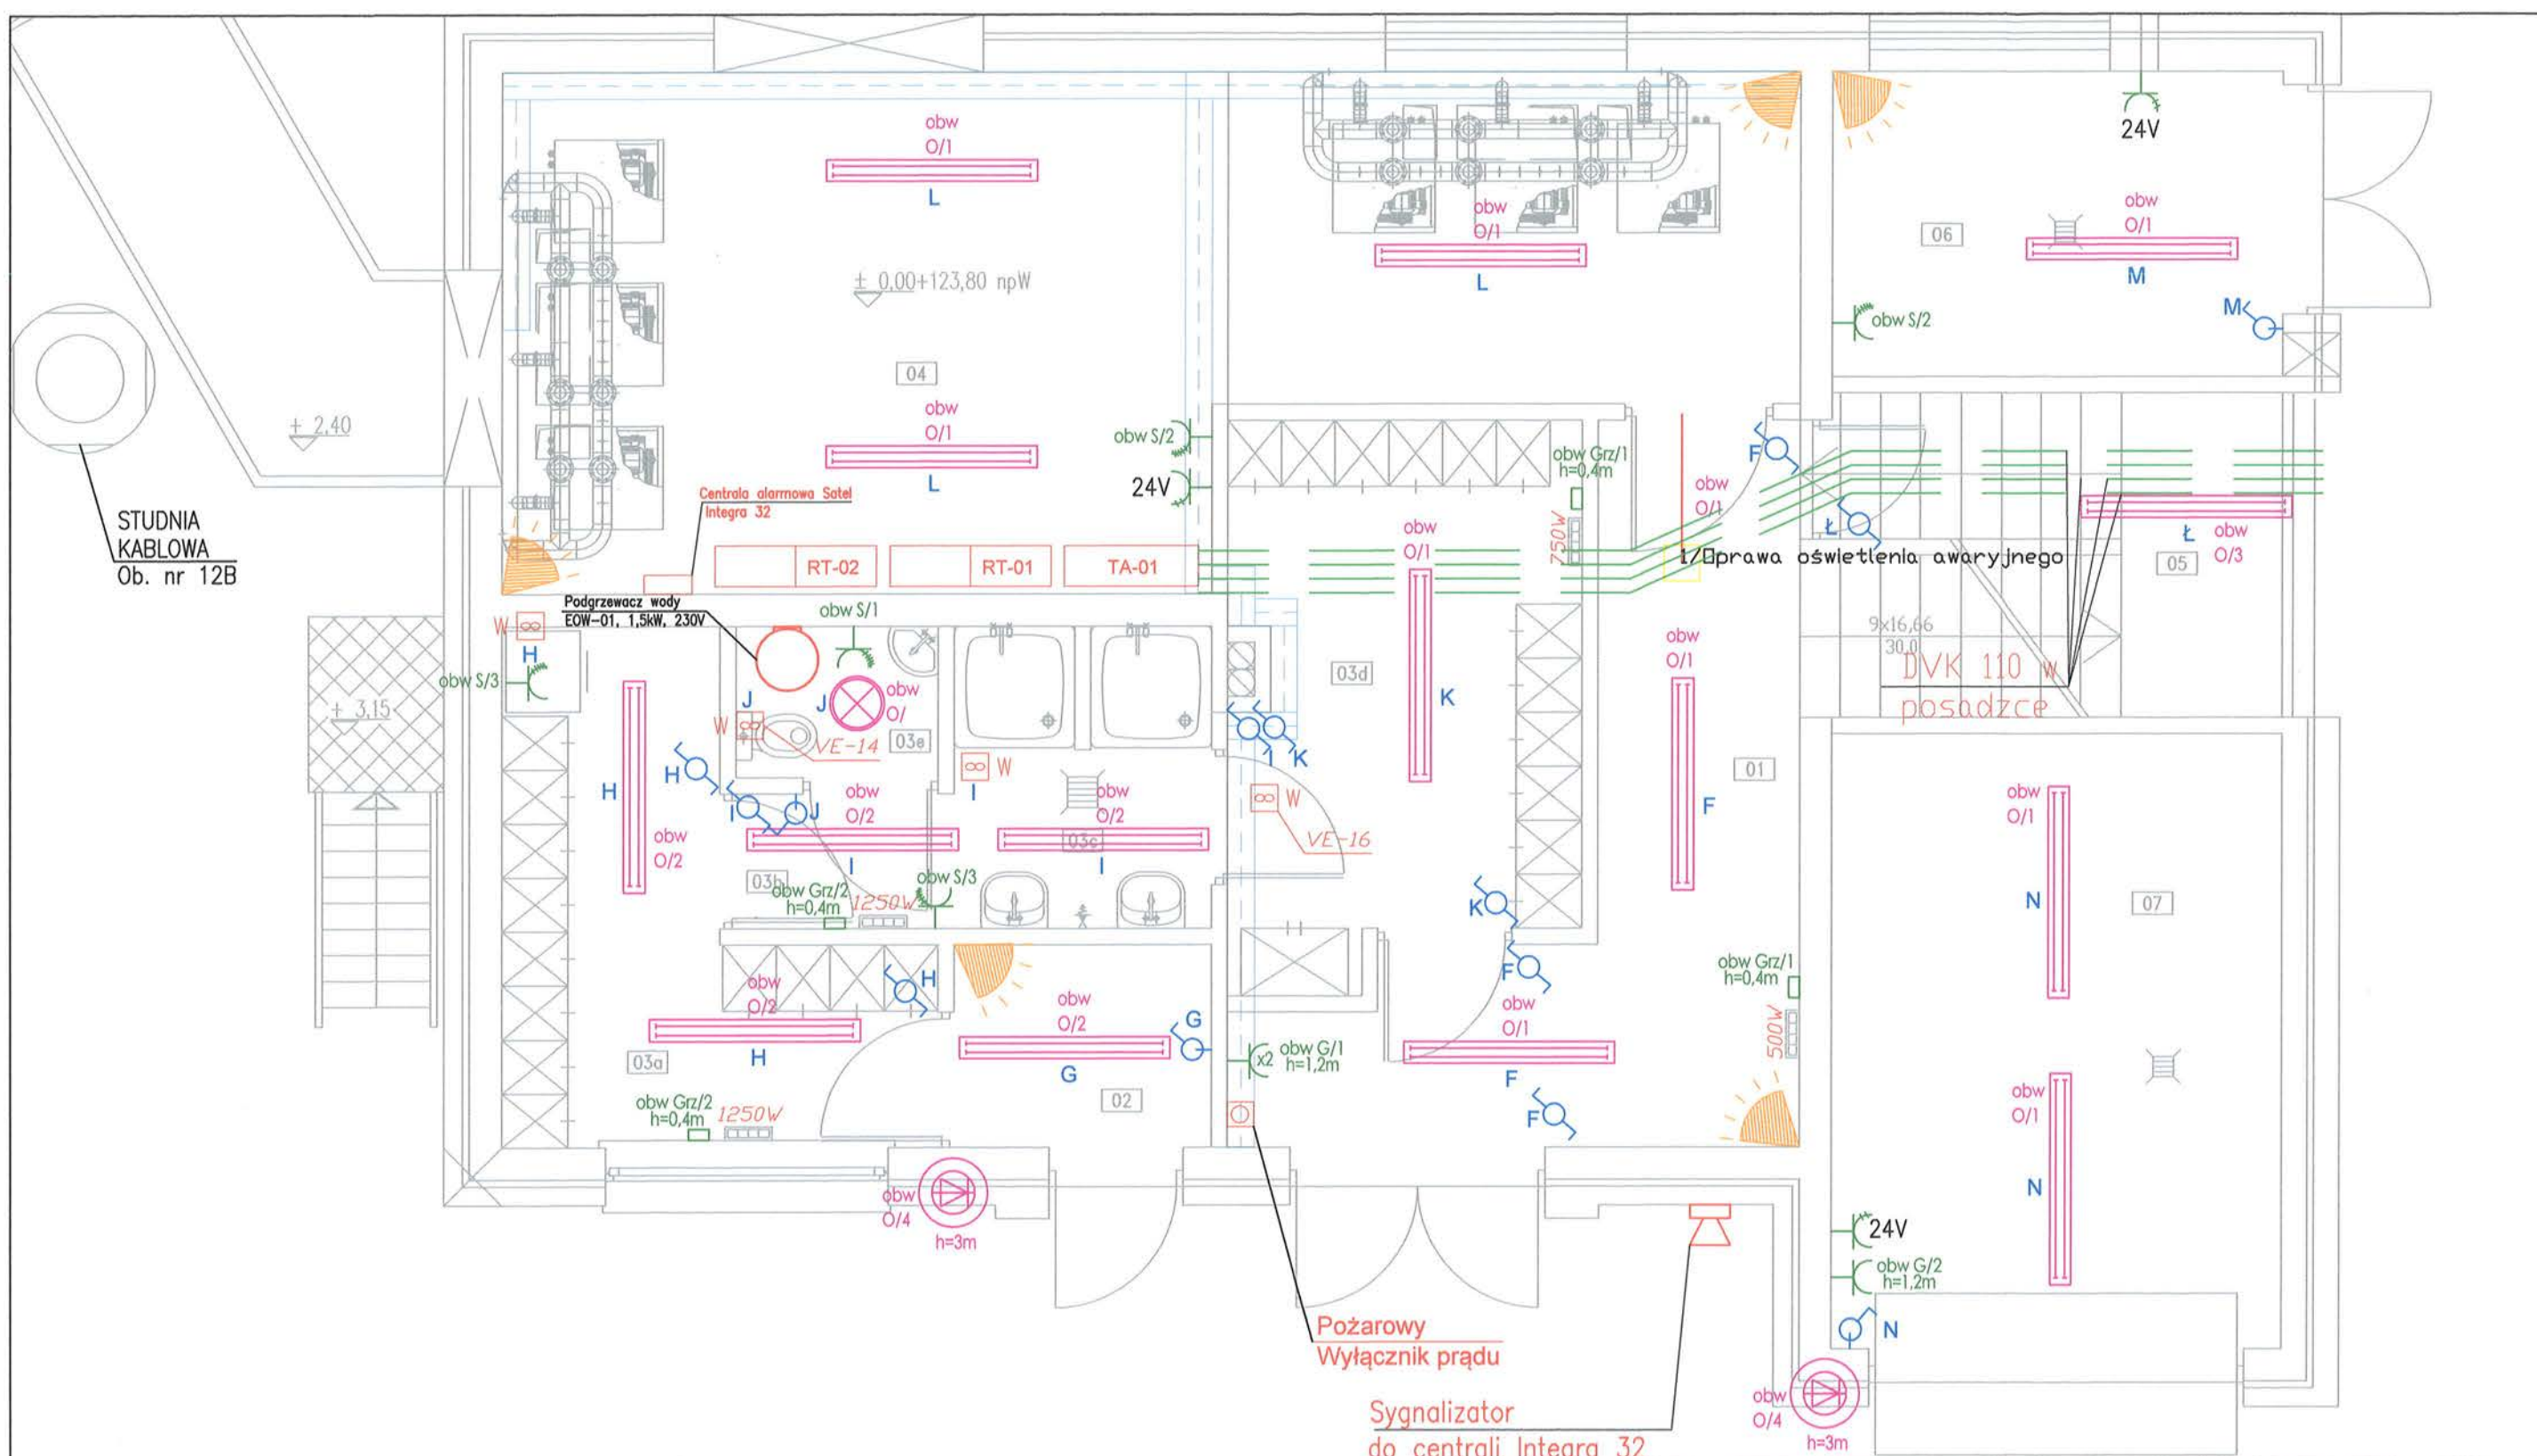 obw
O/1
L
obw
O/1
L
24V
obw
O/1
M
06
M
obw S/2
± 0,00+123,80 npW
04
obw
O/1
L
obw S/2
24V
+ 2,40
STUDNIA
KABLOWA
Ob. nr 12B
Centrala alarmowa Satel
Integra 32
RT-02
RT-01
TA-01
obw Grz/1
h=0,4m
750W
obw
O/1
F
obw
O/1
Ł
Ł
obw
O/3
05
1/Oprawa oświetlenia awaryjnego
Podgrzewacz wody
EOW-01, 1,5kW, 230V
obw S/1
W
H
obw S/3
+ 3,15
J
W
VE-14
J
obw
O/
03e
9x16,66
30,0
DVK 110 w
posadzce
03d
K
obw
O/1
F
01
I
K
H
H
obw
O/2
I
J
obw
O/2
I
03b
W
I
obw
O/2
03c
I
W
VE-16
obw Grz/2
h=0,4m
1250W
obw S/3
K
obw
O/1
N
07
H
obw
O/2
H
03a
obw
O/2
G
G
02
obw G/1
h=1,2m
x2
F
obw
O/1
F
F
obw Grz/1
h=0,4m
500W
obw
O/1
N
obw Grz/2
h=0,4m
1250W
obw
O/4
h=3m
24V
obw G/2
h=1,2m
N
Pożarowy
Wyłącznik prądu
Sygnalizator
do centrali Integra 32
obw
O/4
h=3m